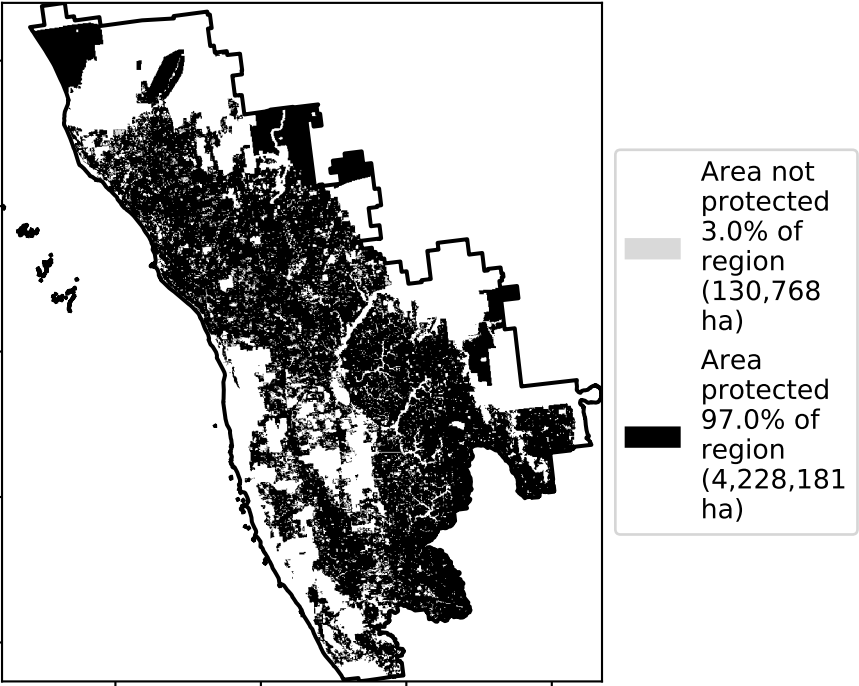 Area not
protected
3.0% of
region
(130,768
ha)
Area
protected
97.0% of
region
(4,228,181
ha)